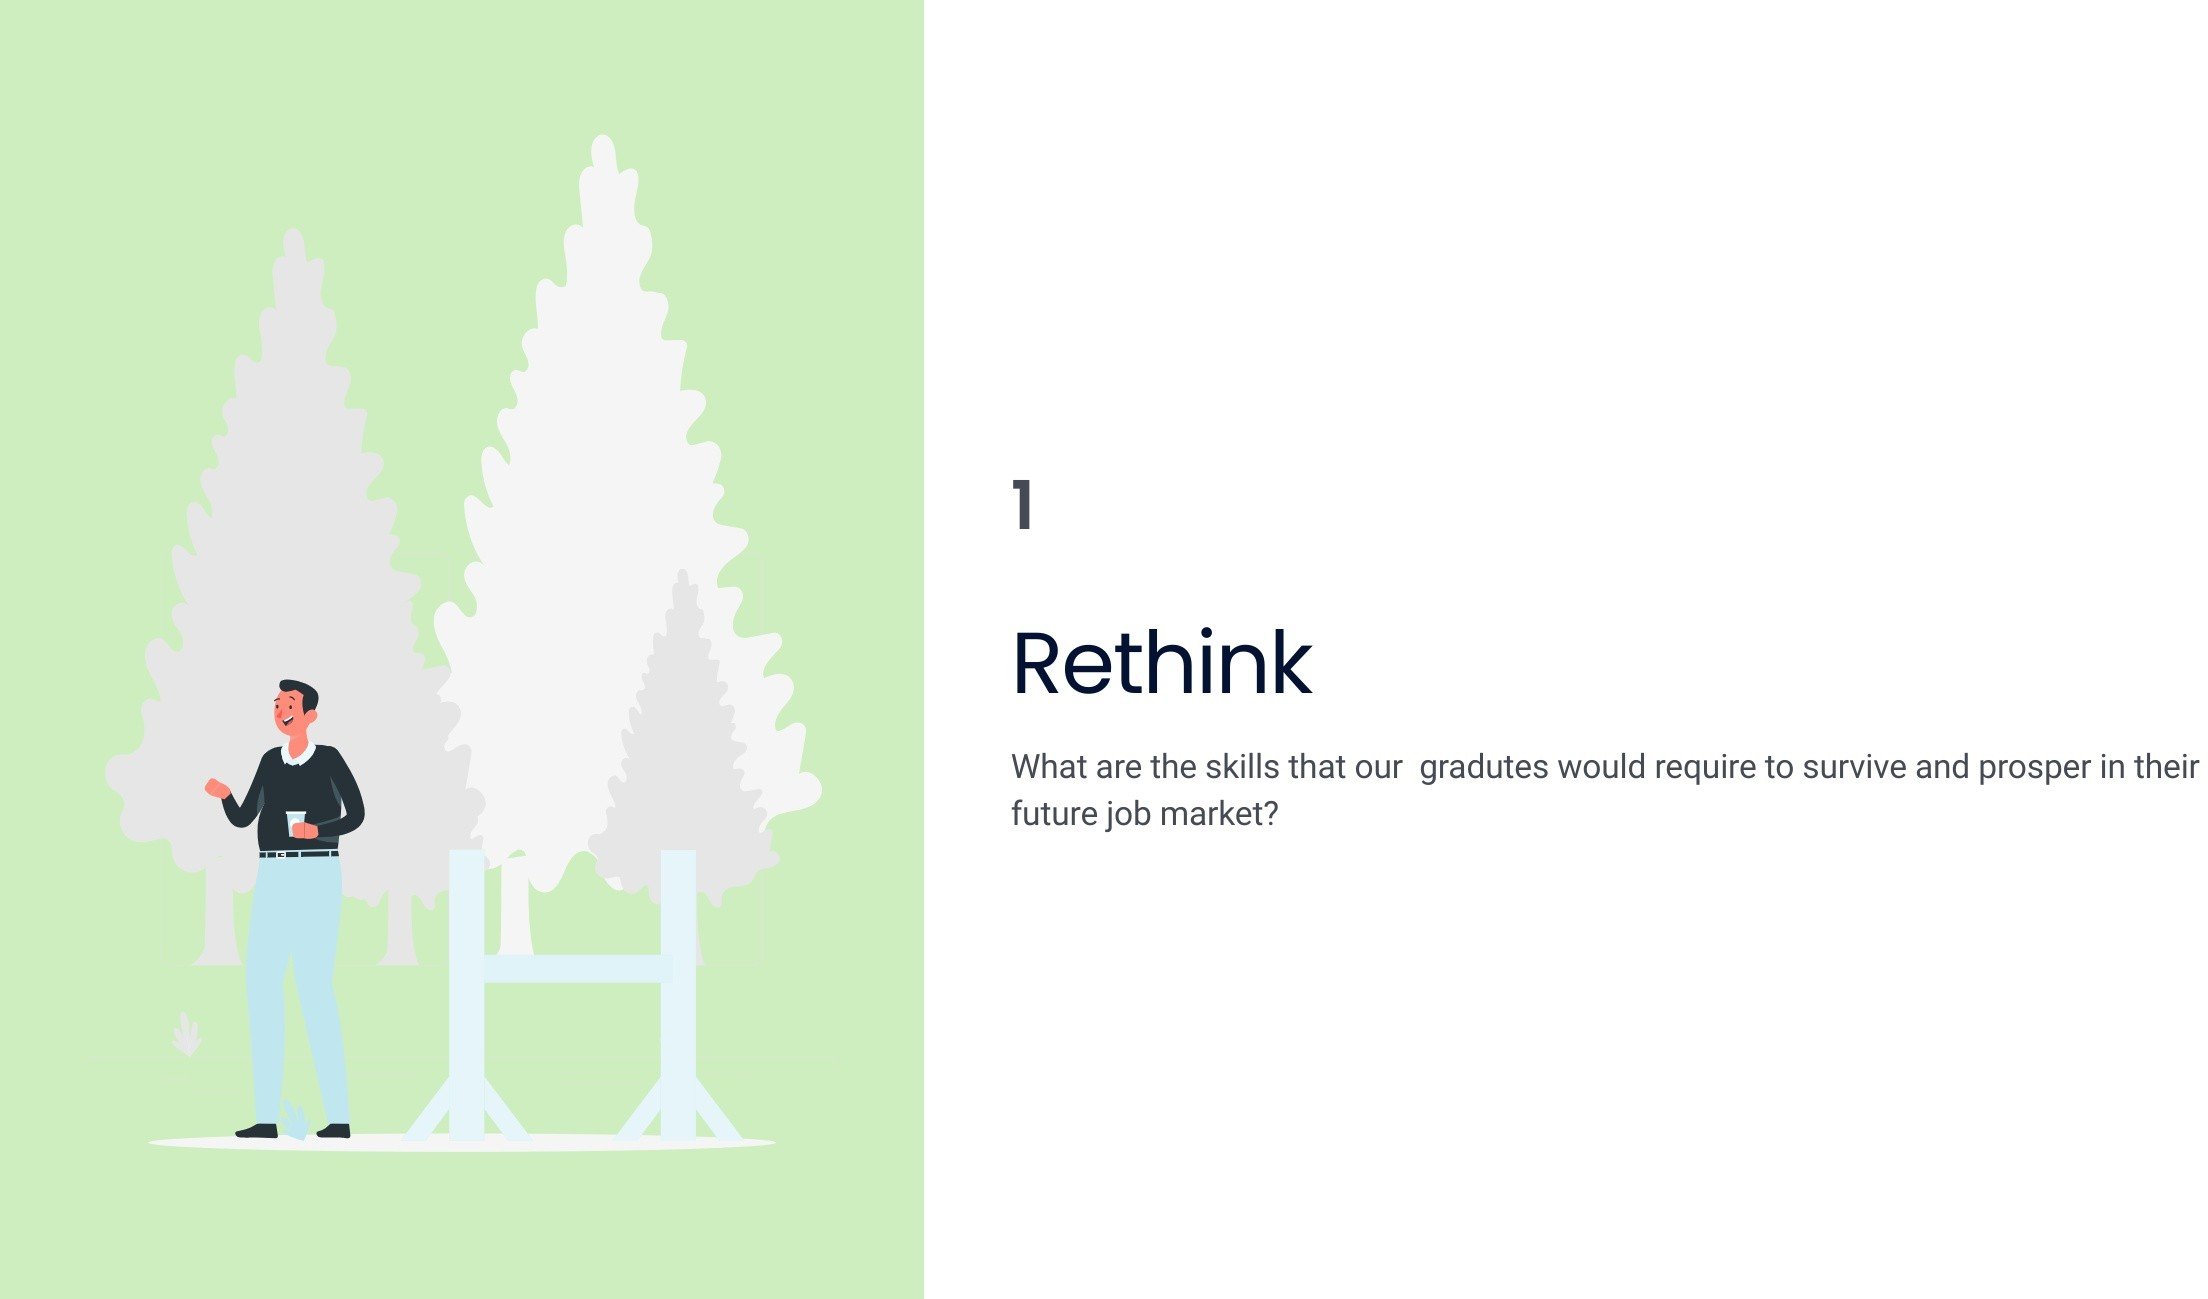 1
Rethink
What are the skills that our  gradutes would require to survive and prosper in their
future job market?